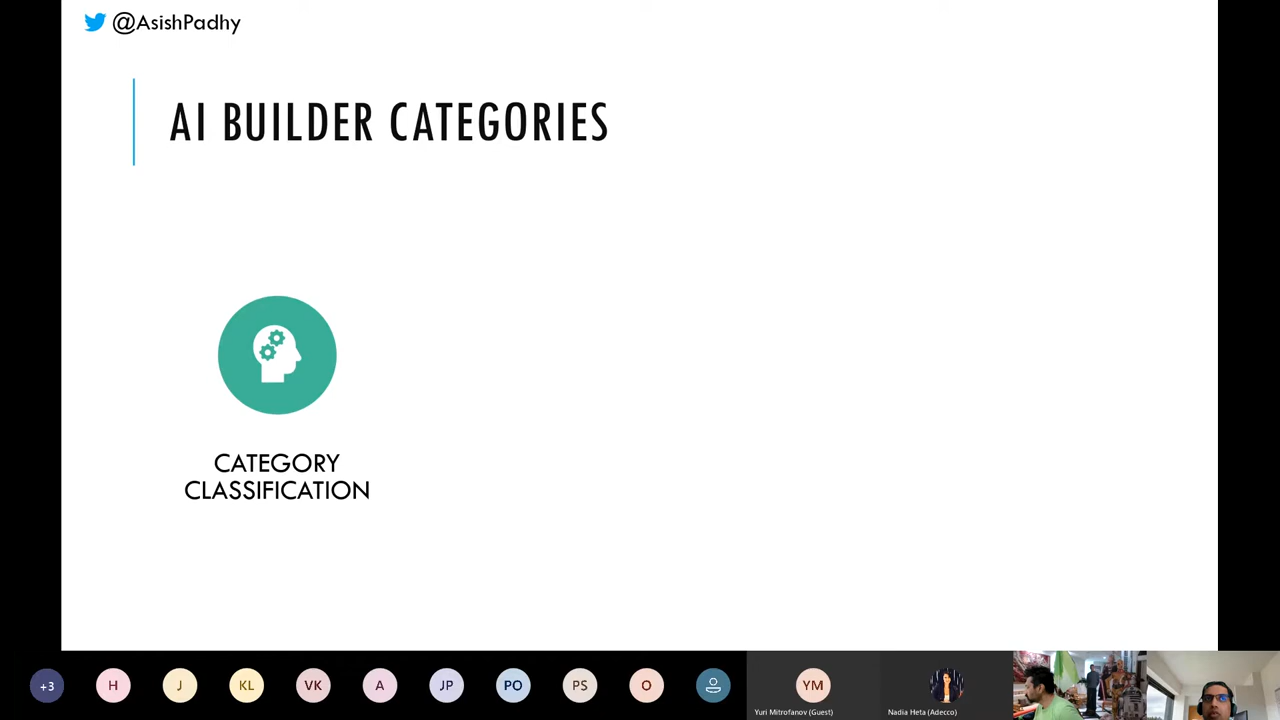 @AsishPadhy
AI BUILDER CATEGORIES
CATEGORY
CLASSIFICATION
+3
H
J
KL
VK
A
JP
PO
PS
O
YM
Yuri Mitrofanov (Guest)
Nadia Heta (Adecco)